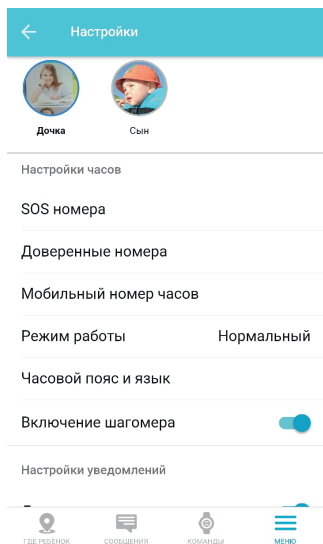 Настройки
Дочка
Сын
Настройки часов
SOS номера
Доверенные номера
Мобильный номер часов
Режим работы Нормальный
Часовой пояс и язык
Включение шагомера
Настройки уведомлений
ГДЕ РЕБЁНОК
СООБЩЕНИЯ
КОМАНДЫ
МЕНЮ